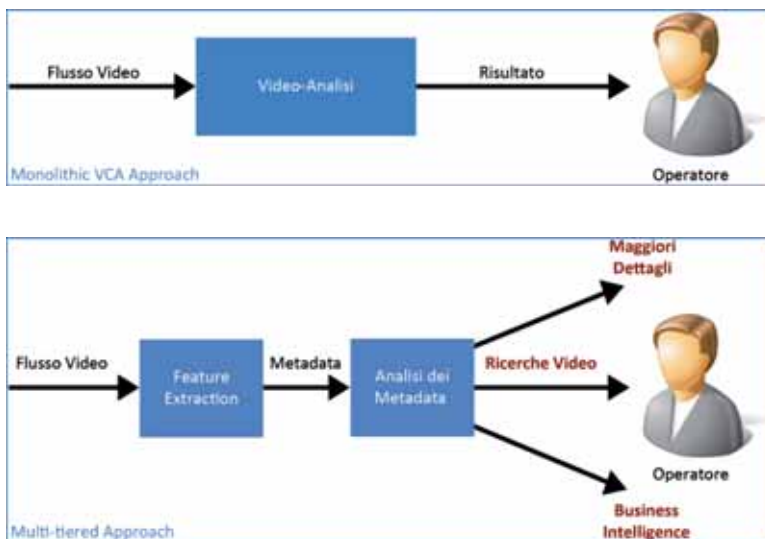 Flusso Video
Video-Analisi
Risultato
Operatore
Monolithic VCA Approach
Maggiori
Dettagli
Flusso Video
Feature
Extraction
Metadata
Analisi dei
Metadata
Ricerche Video
Operatore
Business
Intelligence
Multi-tiered Approach